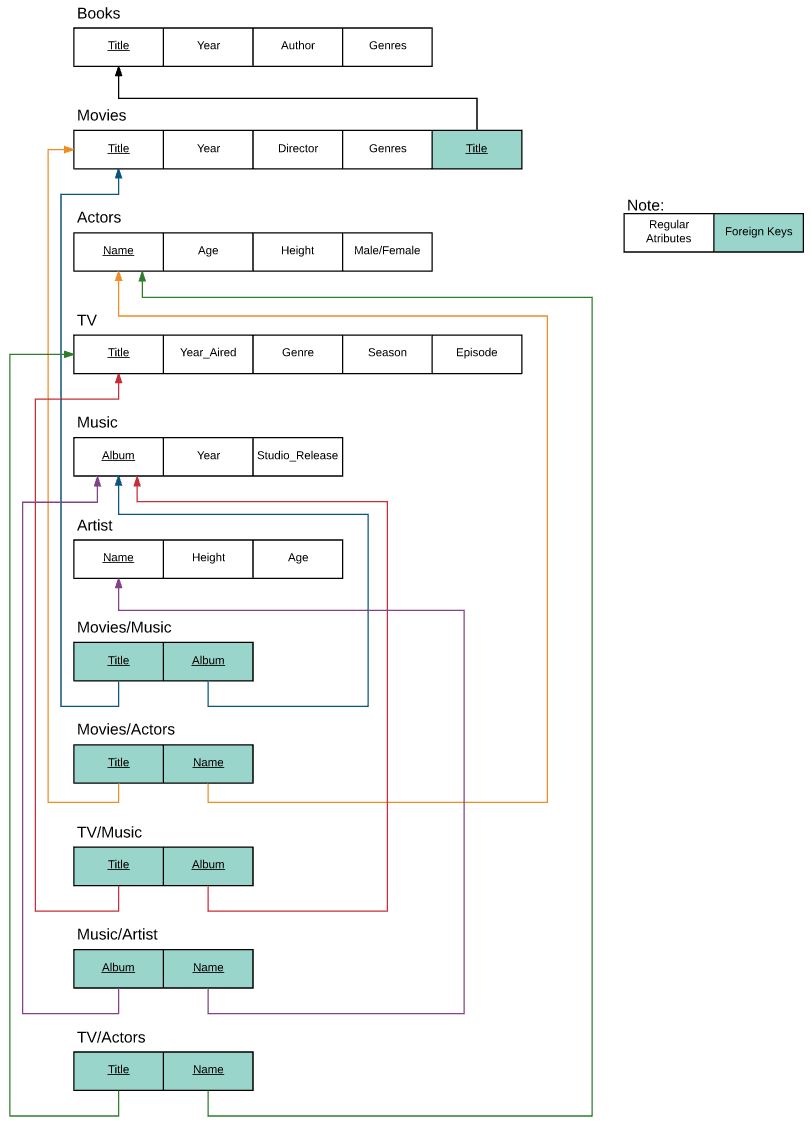 Books
Title Year Author Genres
Movies
Title Year Director Genres Title
Note:
Regular Atributes Foreign Keys
Actors
Name Age Height Male/Female
TV
Title Year_Aired Genre Season Episode
Music
Album Year Studio_Release
Artist
Name Height Age
Movies/Music
Title Album
Movies/Actors
Title Name
TV/Music
Title Album
Music/Artist
Album Name
TV/Actors
Title Name